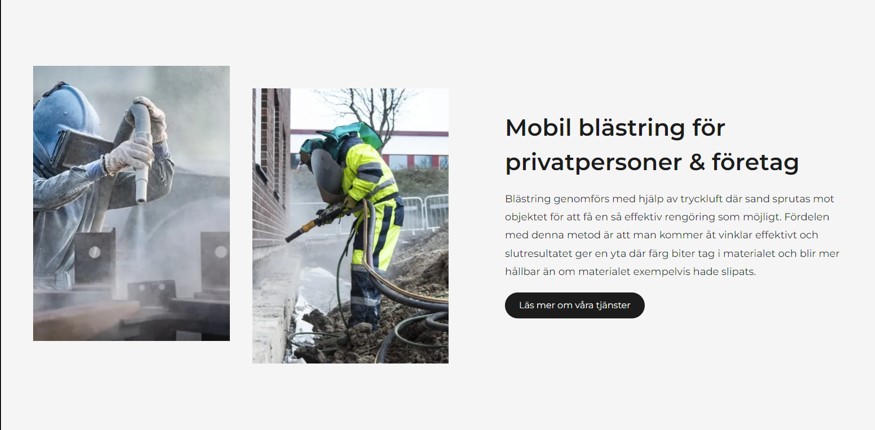 Mobil blästring för
privatpersoner & företag
Blästring genomförs med hjälp av tryckluft där sand sprutas mot
objektet för att få en så effektiv rengöring som möjligt. Fördelen
med denna metod är att man kommer åt vinklar effektivt och
slutresultatet ger en yta där färg biter tag i materialet och blir mer
hållbar än om materialet exempelvis hade slipats.
Läs mer om våra tjänster